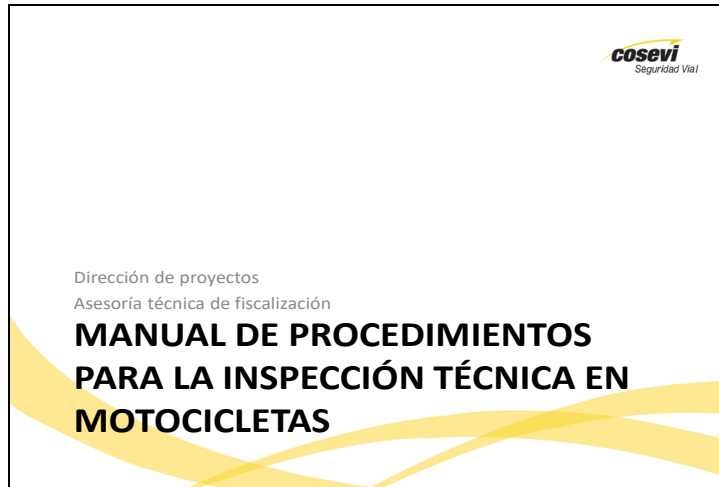 cosevi
Seguridad Vial
Dirección de proyectos
Asesoría técnica de fiscalización
MANUAL DE PROCEDIMIENTOS
PARA LA INSPECCIÓN TÉCNICA EN
MOTOCICLETAS